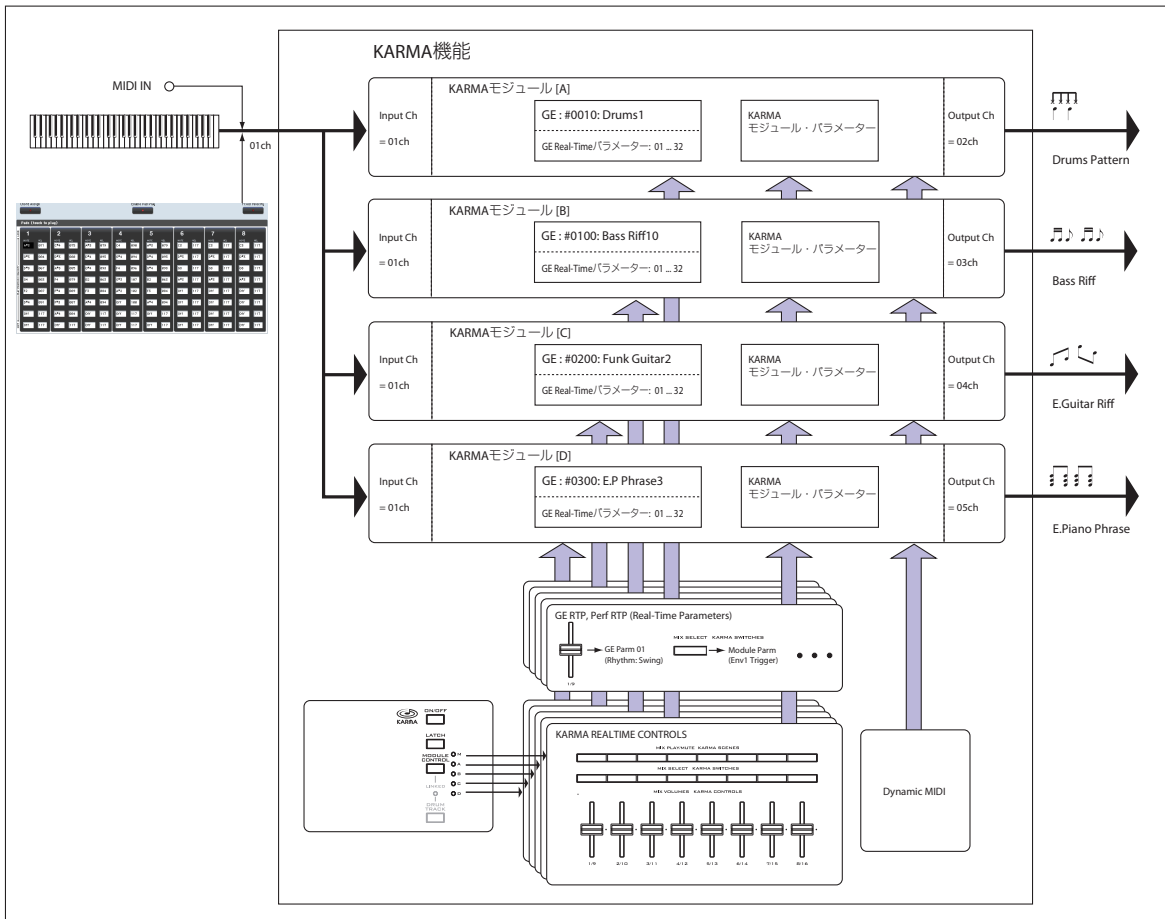 KARMA機能
MIDI IN
01ch
KARMAモジュール [A]
Input Ch
= 01ch
GE : #0010: Drums1
GE Real-Timeパラメーター: 01 ... 32
KARMA
モジュール・パラメーター
Output Ch
= 02ch
Drums Pattern
KARMAモジュール [B]
Input Ch
= 01ch
GE : #0100: Bass Riff10
GE Real-Timeパラメーター: 01 ... 32
KARMA
モジュール・パラメーター
Output Ch
= 03ch
Bass Riff
KARMAモジュール [C]
Input Ch
= 01ch
GE : #0200: Funk Guitar2
GE Real-Timeパラメーター: 01 ... 32
KARMA
モジュール・パラメーター
Output Ch
= 04ch
E.Guitar Riff
KARMAモジュール [D]
Input Ch
= 01ch
GE : #0300: E.P Phrase3
GE Real-Timeパラメーター: 01 ... 32
KARMA
モジュール・パラメーター
Output Ch
= 05ch
E.Piano Phrase
1 2 3 4 5 6 7 8
GE RTP, Perf RTP (Real-Time Parameters)
GE Parm 01
(Rhythm: Swing)
1/9
MIX SELECT KARMA SWITCHES
Module Parm
(Env1 Trigger)
KARMA
ON/OFF
LATCH
MODULE
CONTROL
M
A
B
C
D
LINKED
DRUM
TRACK
KARMA REALTIME CONTROLS
MIX PLAY/MUTE KARMA SCENES
MIX SELECT KARMA SWITCHES
MIX VOLUMES KARMA CONTROLS
1/9 2/10 3/11 4/12 5/13 6/14 7/15 8/16
Dynamic MIDI